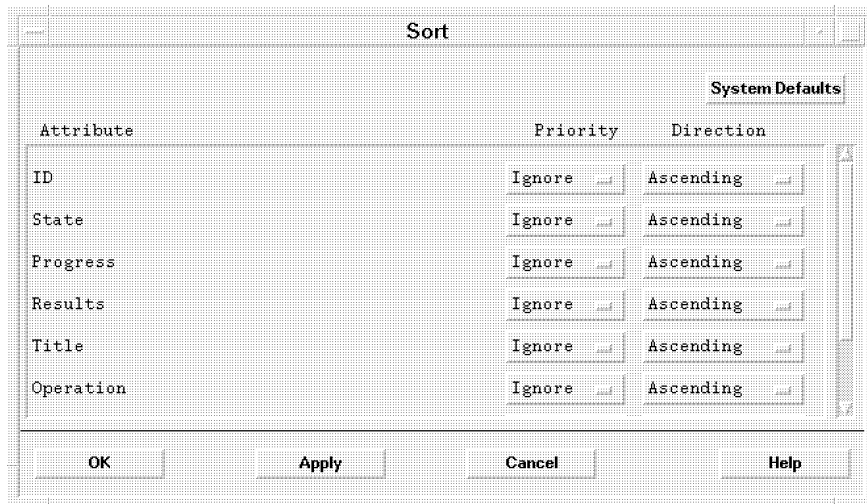 Sort
System Defaults
Attribute Priority Direction
ID Ignore Ascending
State Ignore Ascending
Progress Ignore Ascending
Results Ignore Ascending
Title Ignore Ascending
Operation Ignore Ascending
OK Apply Cancel Help